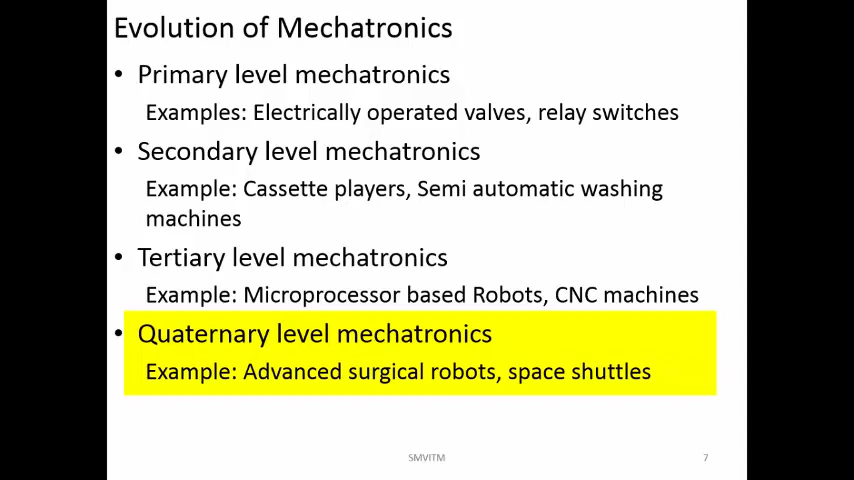 Evolution of Mechatronics
• Primary level mechatronics
Examples: Electrically operated valves, relay switches
• Secondary level mechatronics
Example: Cassette players, Semi automatic washing
machines
• Tertiary level mechatronics
Example: Microprocessor based Robots, CNC machines
• Quaternary level mechatronics
Example: Advanced surgical robots, space shuttles
SMVITM
7